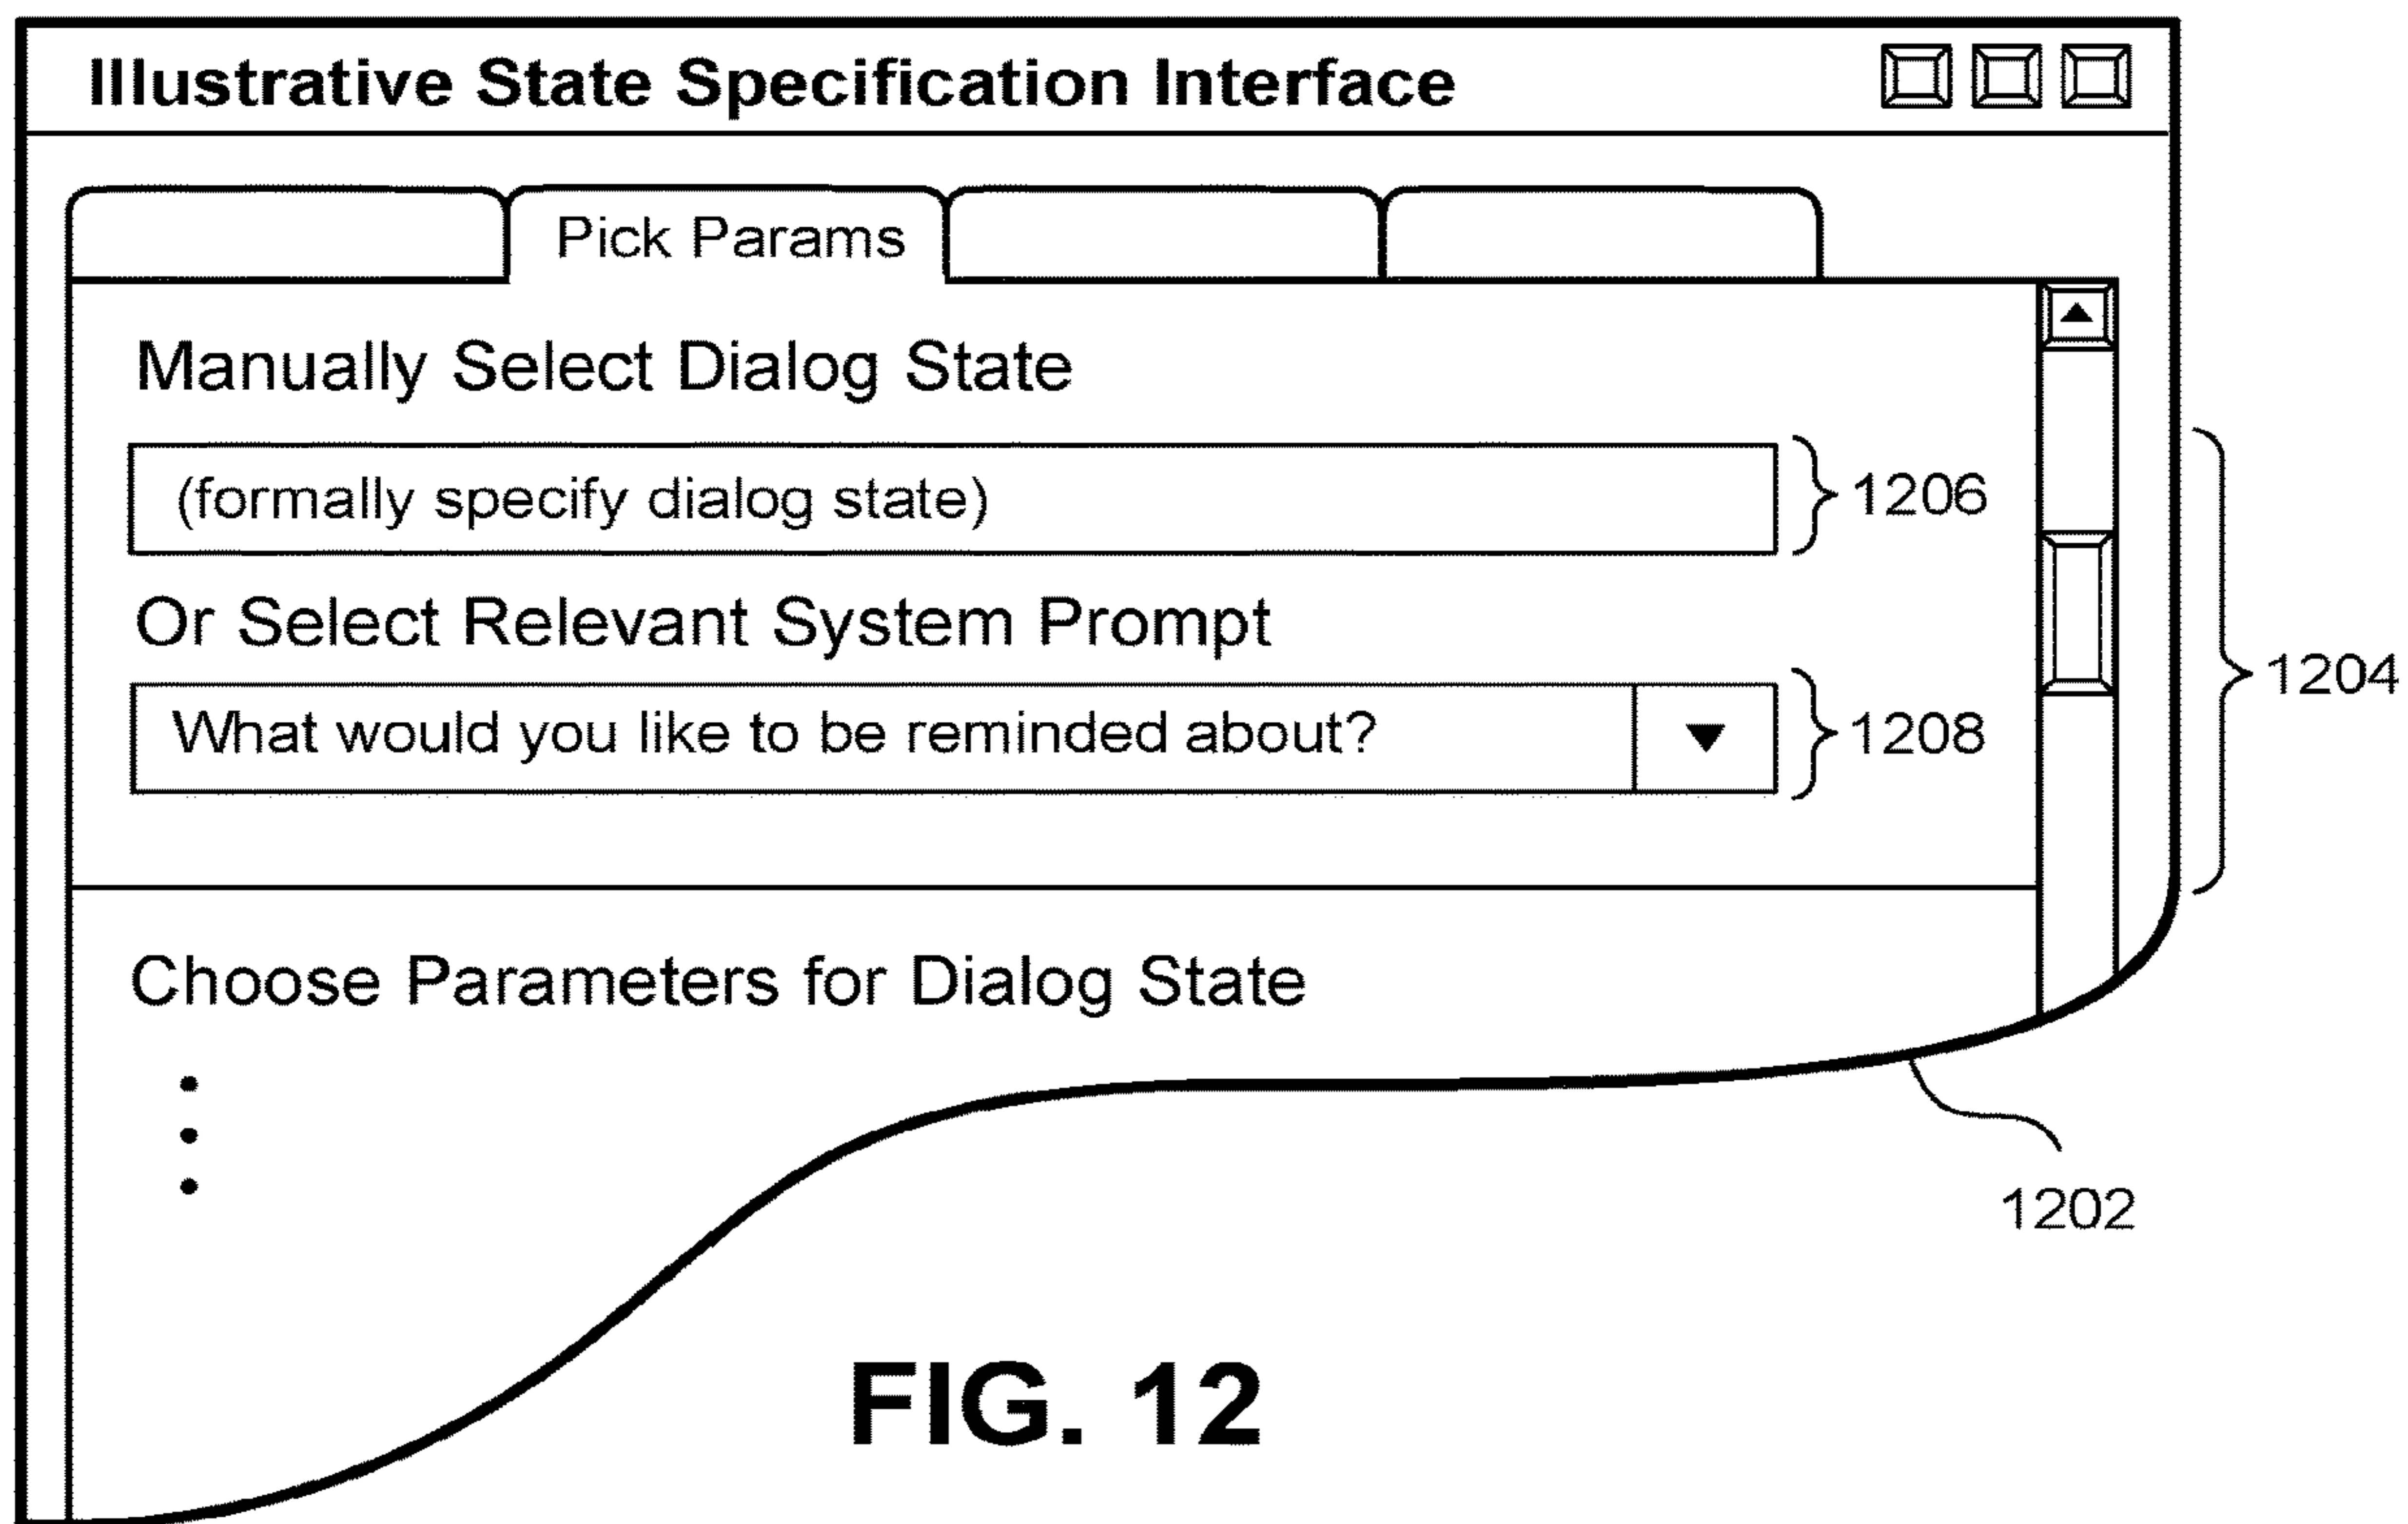 Illustrative State Specification Interface
Pick Params
Manually Select Dialog State
(formally specify dialog state)
1206
Or Select Relevant System Prompt
1204
What would you like to be reminded about?
1208
Choose Parameters for Dialog State
1202
FIG. 12